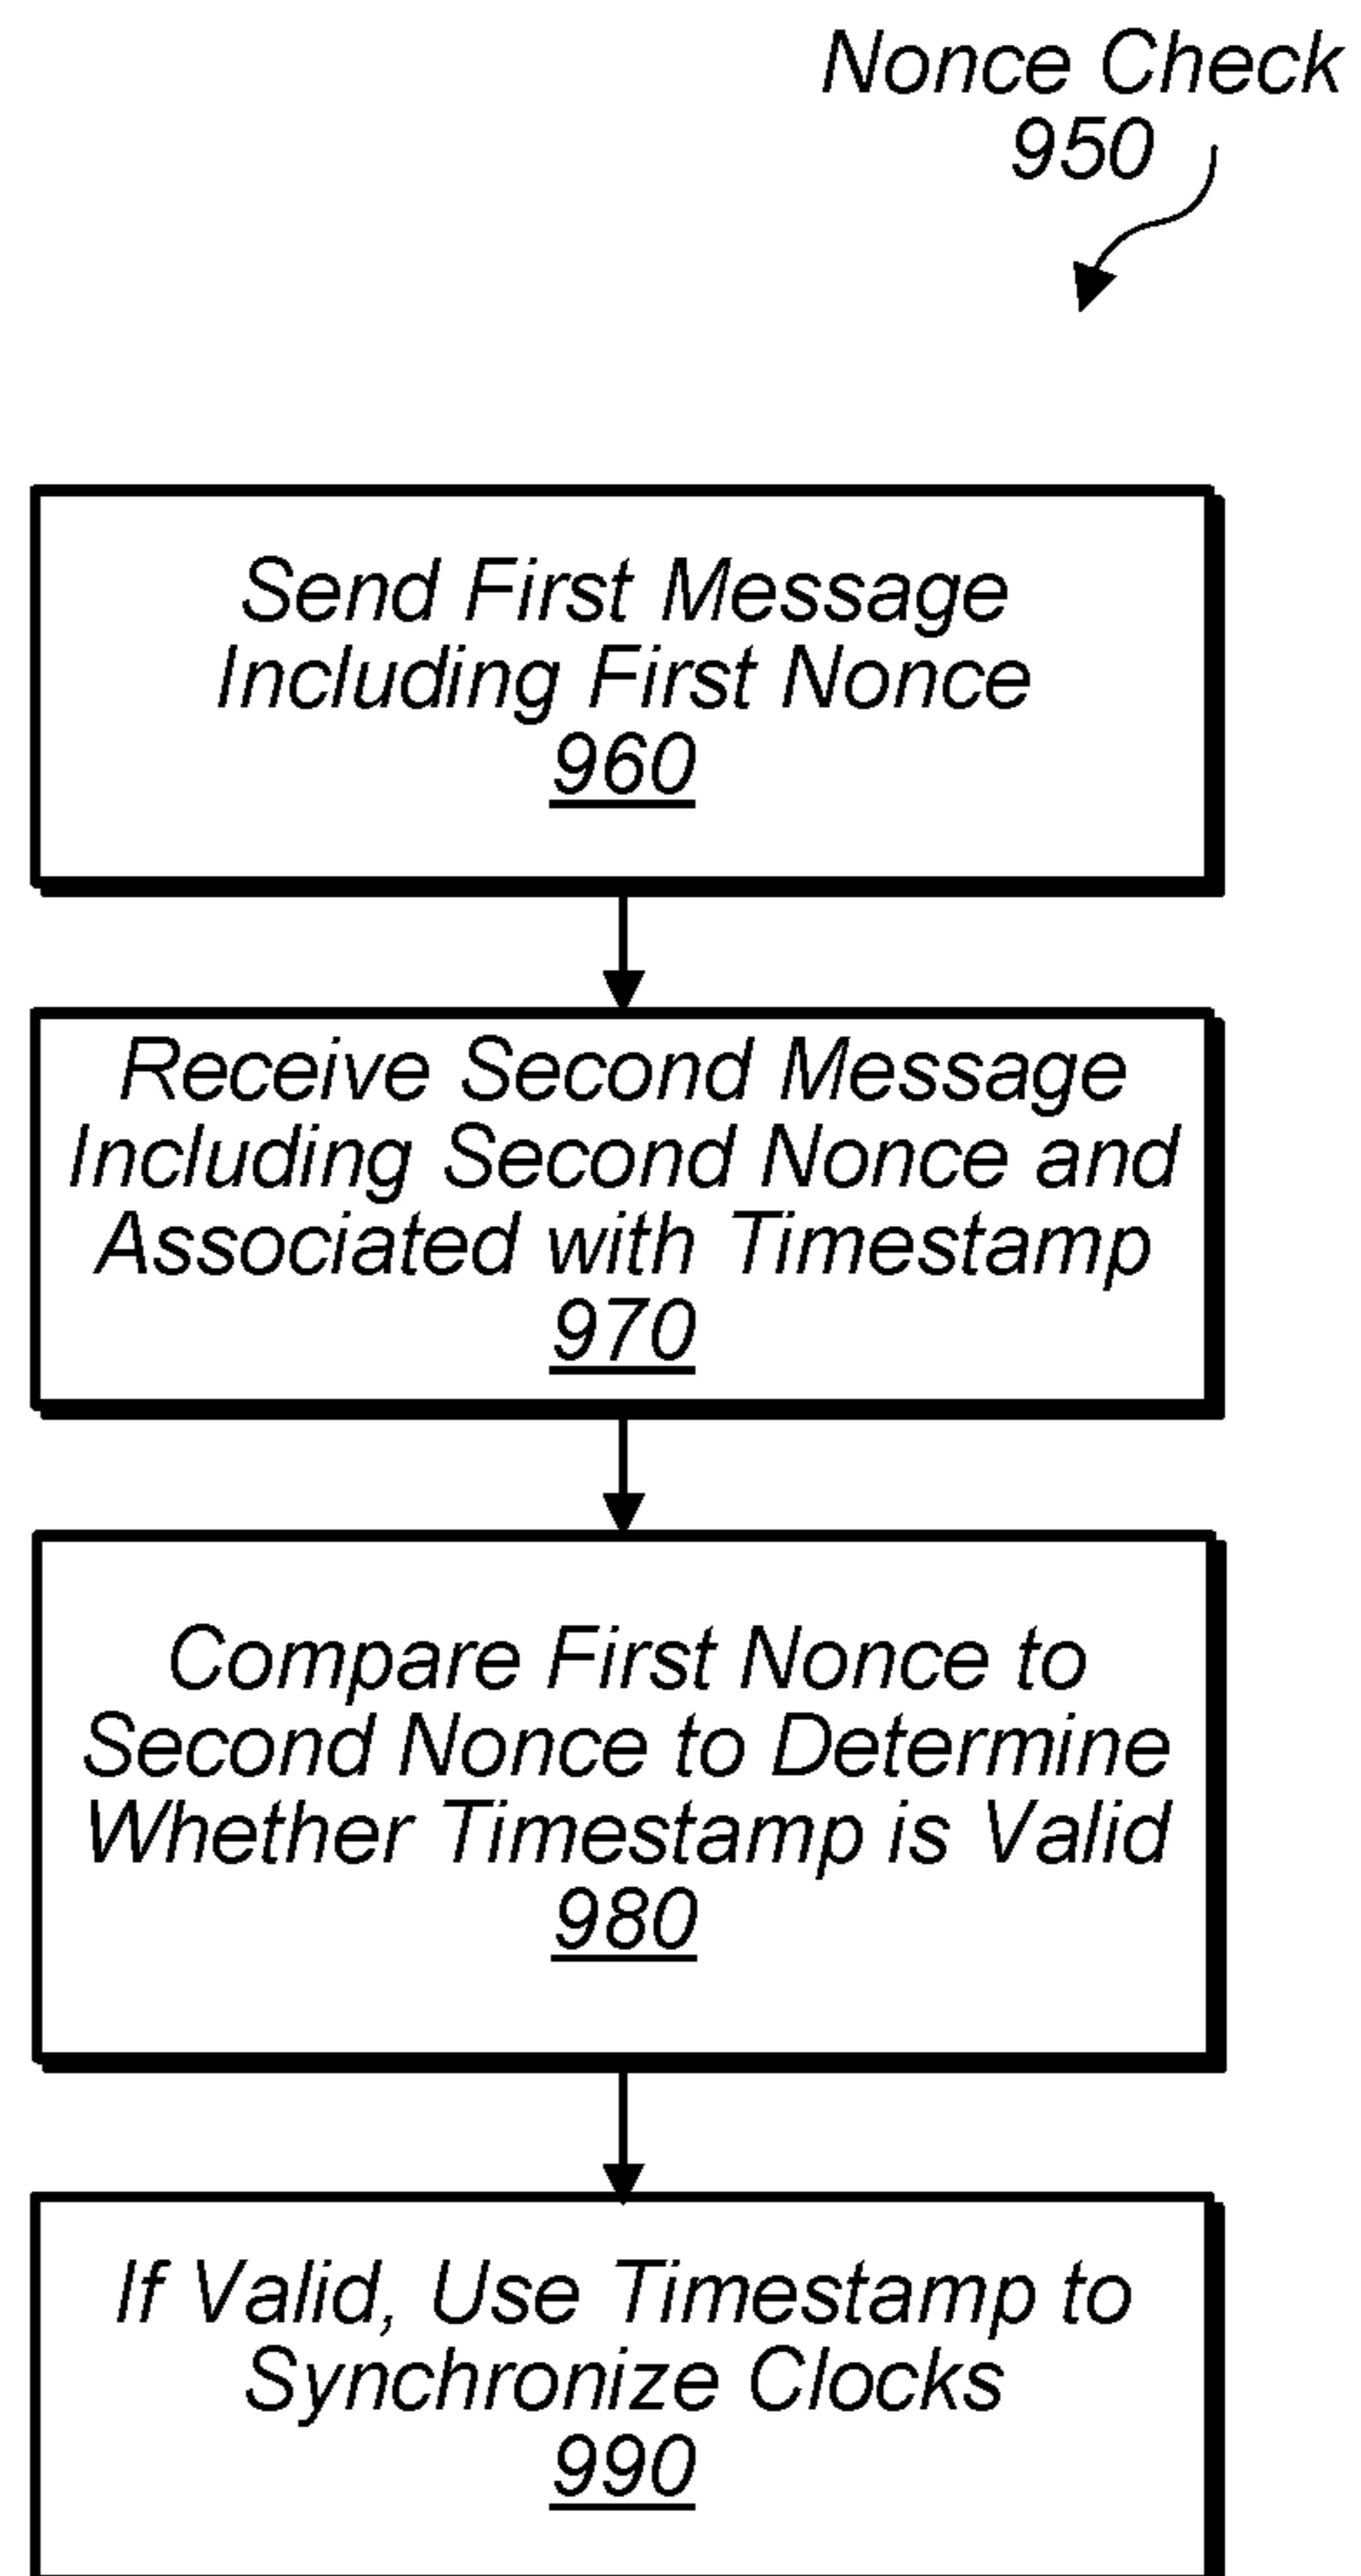 Nonce Check
950
Send First Message
Including First Nonce
960
Receive Second Message
Including Second Nonce and
Associated with Timestamp
970
Compare First Nonce to
Second Nonce to Determine
Whether Timestamp is Valid
980
If Valid, Use Timestamp to
Synchronize Clocks
990